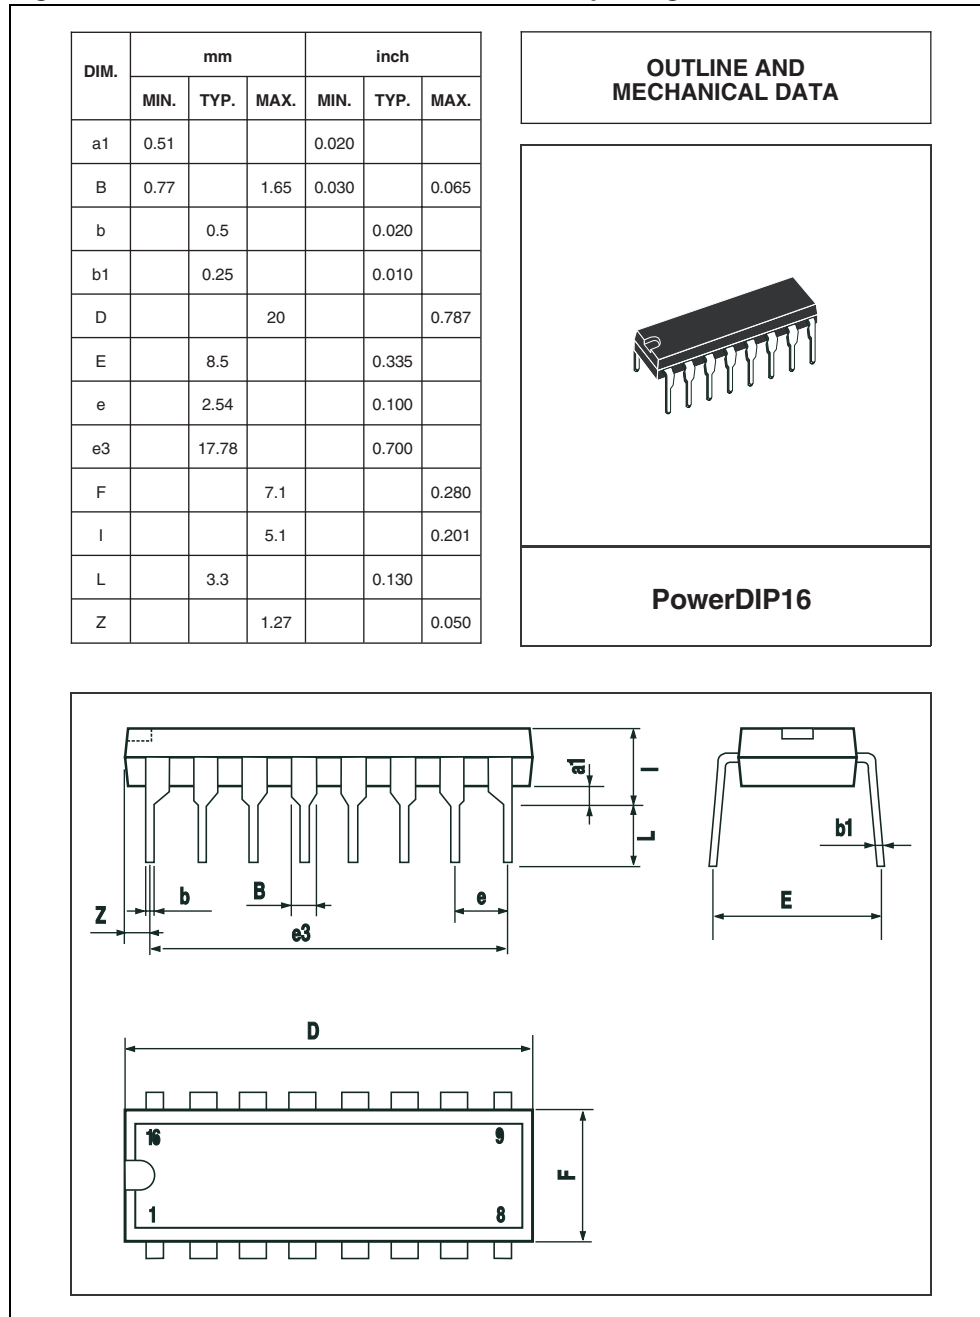 DIM. mm inch
MIN. TYP. MAX. MIN. TYP. MAX.
a1 0.51 0.020
B 0.77 1.65 0.030 0.065
b 0.5 0.020
b1 0.25 0.010
D 20 0.787
E 8.5 0.335
e 2.54 0.100
e3 17.78 0.700
F 7.1 0.280
I 5.1 0.201
L 3.3 0.130
Z 1.27 0.050
OUTLINE AND
MECHANICAL DATA
PowerDIP16
a1
I
L
b1
Z
b
B
e
e3
E
D
16
9
F
1
8